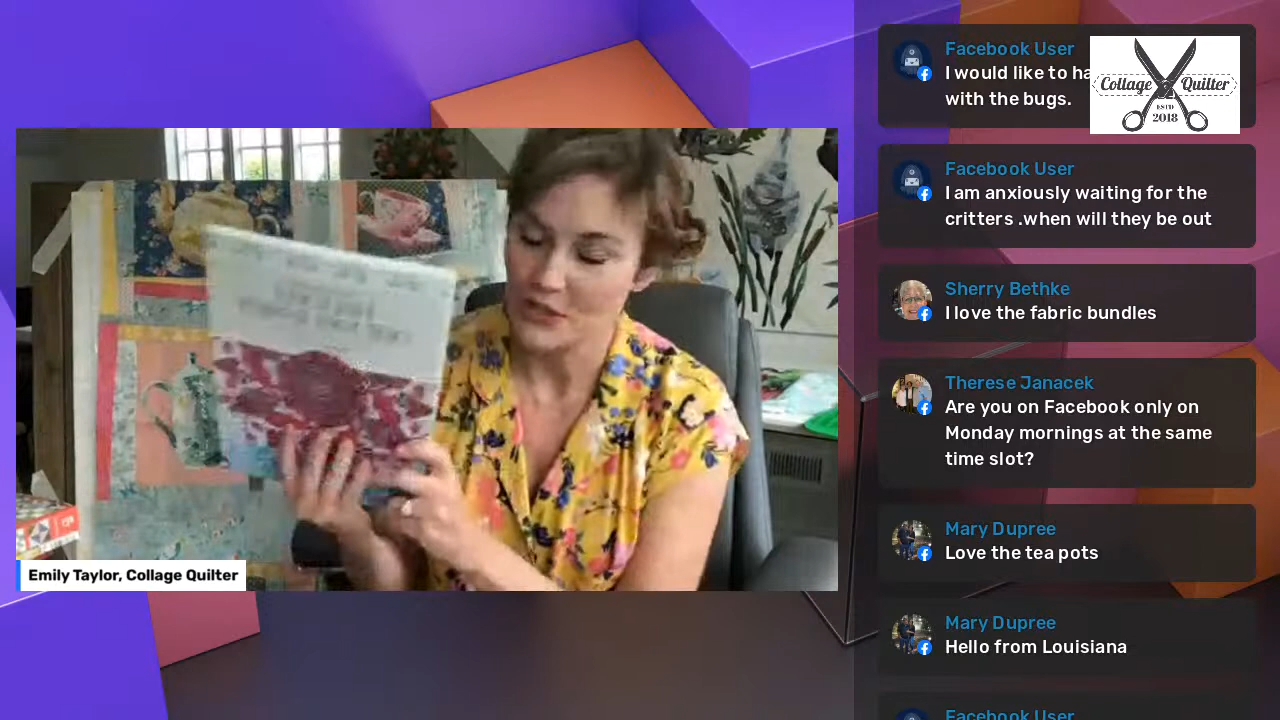 Facebook User
I would like to ha
with the bugs.
Collage Quilter
ESTD
2018
Facebook User
I am anxiously waiting for the
critters .when will they be out
Sherry Bethke
I love the fabric bundles
Therese Janacek
Are you on Facebook only on
Monday mornings at the same
time slot?
Mary Dupree
Love the tea pots
Mary Dupree
Hello from Louisiana
Facebook User
Emily Taylor, Collage Quilter